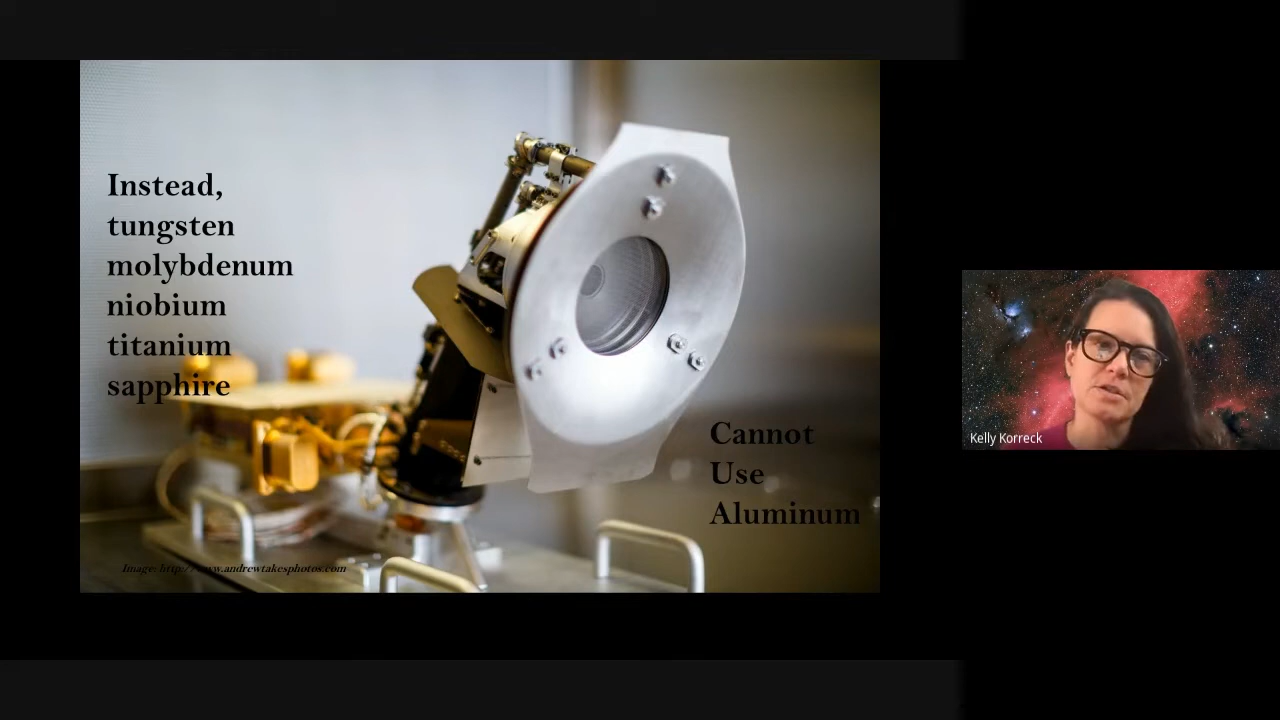 Instead,
tungsten
molybdenum
niobium
titanium
sapphire
Cannot
Use
Aluminum
Image: http://www.andrewtakesphotos.com
Kelly Korreck